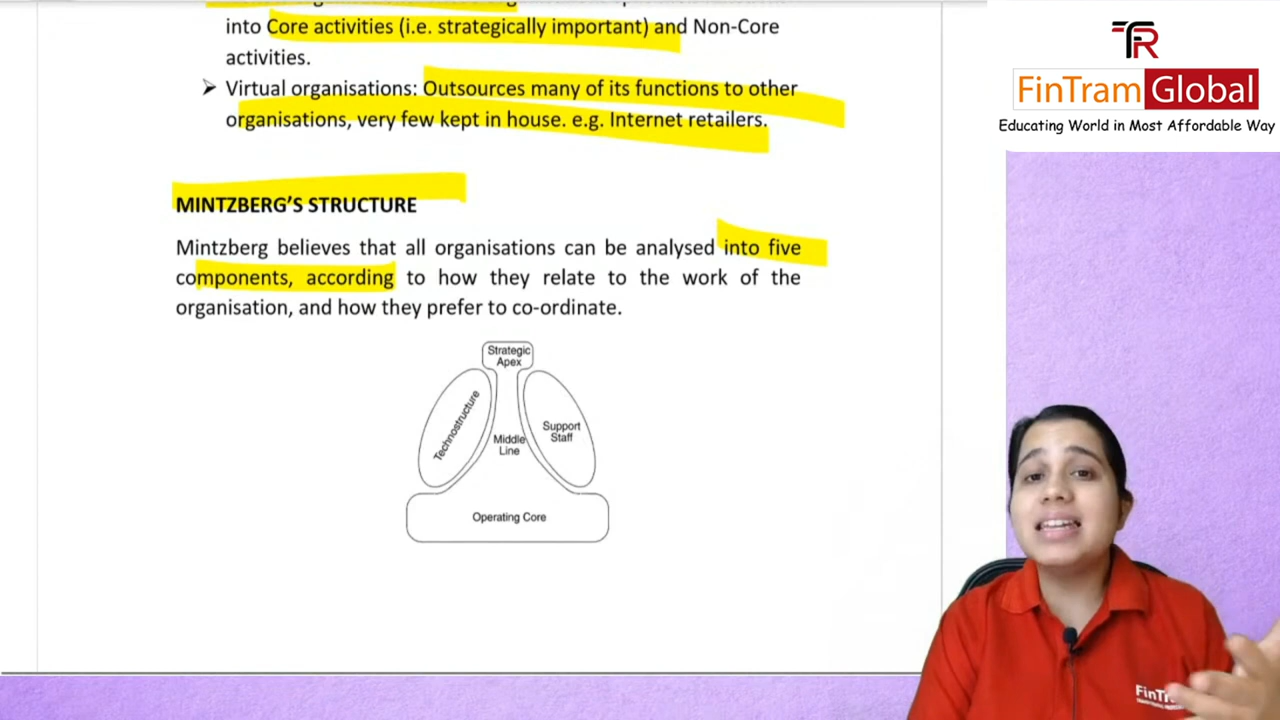 into Core activities (i.e. strategically important) and Non-Core
activities.
➢ Virtual organisations: Outsources many of its functions to other
organisations, very few kept in house. e.g. Internet retailers.
MINTZBERG'S STRUCTURE
Mintzberg believes that all organisations can be analysed into five
components, according to how they relate to the work of the
organisation, and how they prefer to co-ordinate.
Strategic
Apex
Technostructure
Middle
Line
Support
Staff
Operating Core
FinTram Global
Educating World in Most Affordable Way